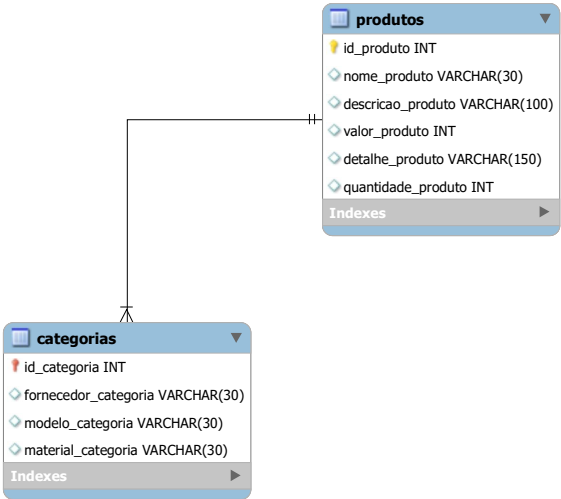 produtos
id_produto INT
nome_produto VARCHAR(30)
descricao_produto VARCHAR(100)
valor_produto INT
detalhe_produto VARCHAR(150)
quantidade_produto INT
Indexes
categorias
id_categoria INT
fornecedor_categoria VARCHAR(30)
modelo_categoria VARCHAR(30)
material_categoria VARCHAR(30)
Indexes